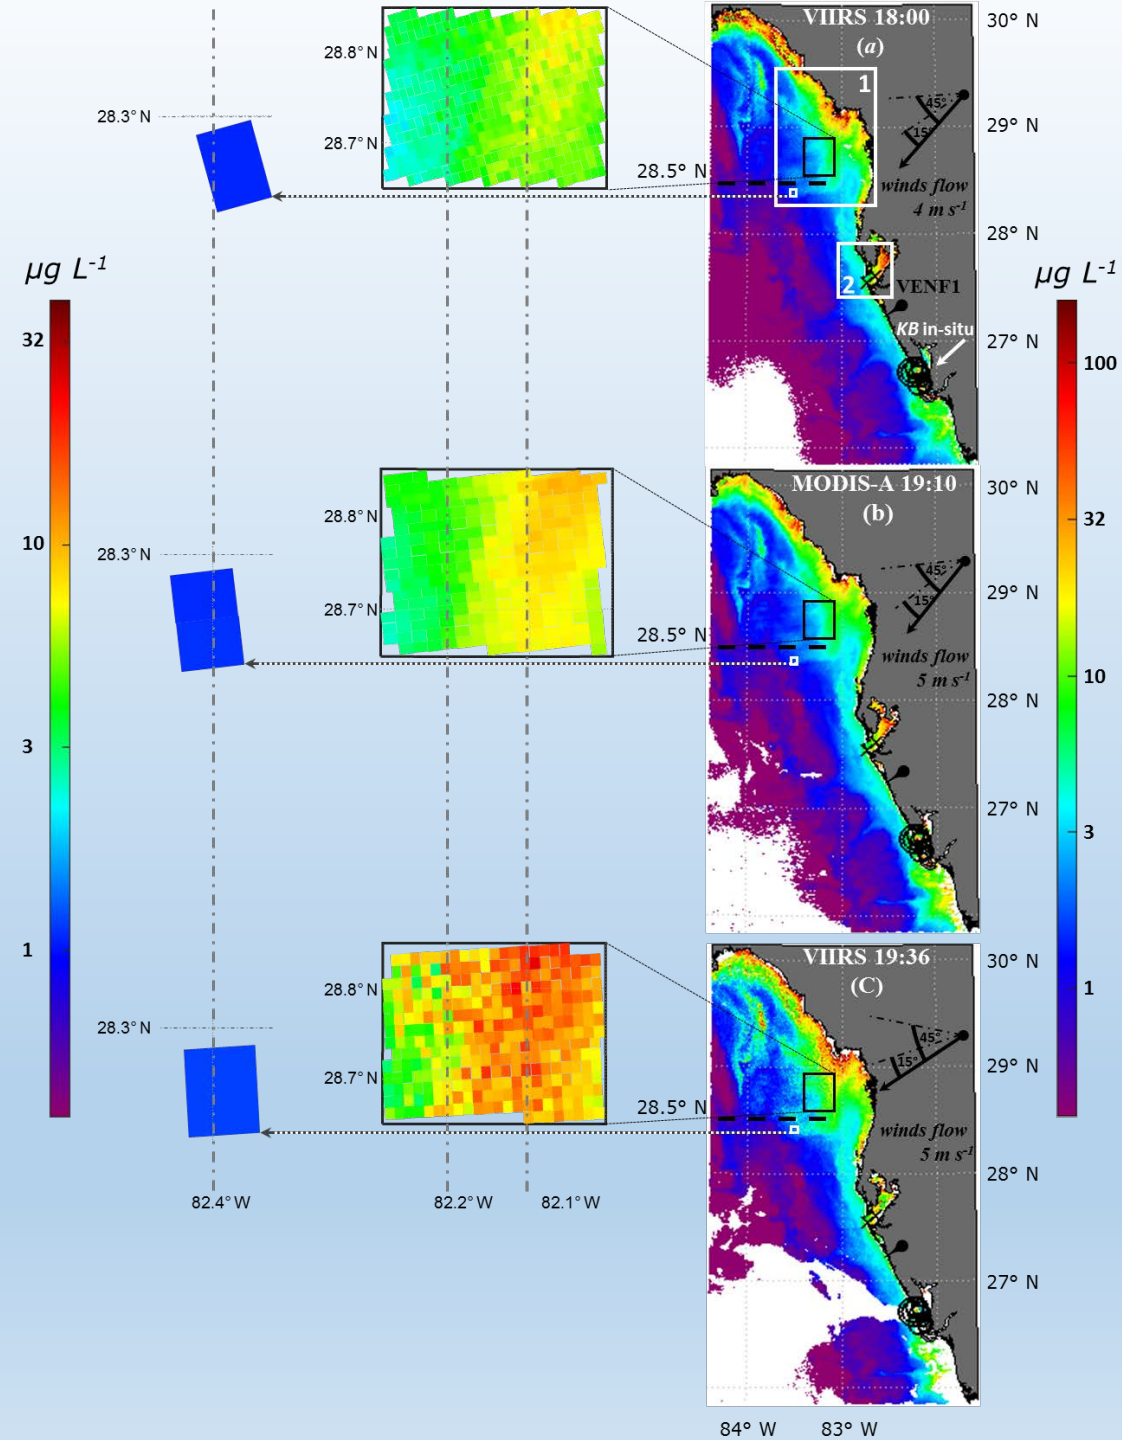 VIIRS 18:00
(a)
30° N
28.8° N
1
45°
28.3° N
29° N
15°
28.7° N
28.5° N
winds flow
4 m s-1
28° N
µg L-1
µg L-1
2
VENF1
32
KB in-situ
27° N
100
MODIS-A 19:10
30° N
(b)
28.8° N
32
10
28.3° N
45°
29° N
15°
28.7° N
28.5° N
winds flow
5 m s-1
10
28° N
3
27° N
3
1
VIIRS 19:36
30° N
(C)
28.8° N
1
28.3° N
45°
15°
29° N
28.7° N
28.5° N
winds flow
5 m s-1
28° N
82.4° W
82.2° W
82.1° W
27° N
84° W
83° W